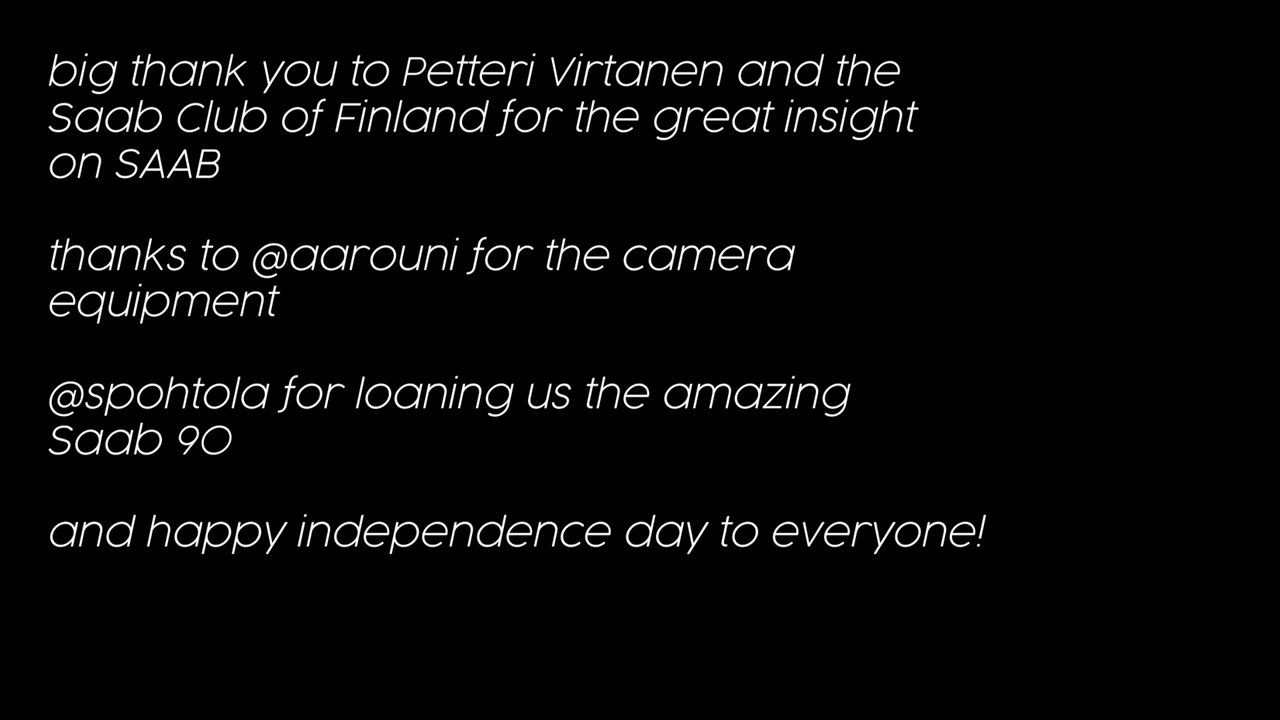 big thank you to Petteri Virtanen and the
Saab Club of Finland for the great insight
on SAAB
thanks to @aarouni for the camera
equipment
@spohtola for loaning us the amazing
Saab 90
and happy independence day to everyone!